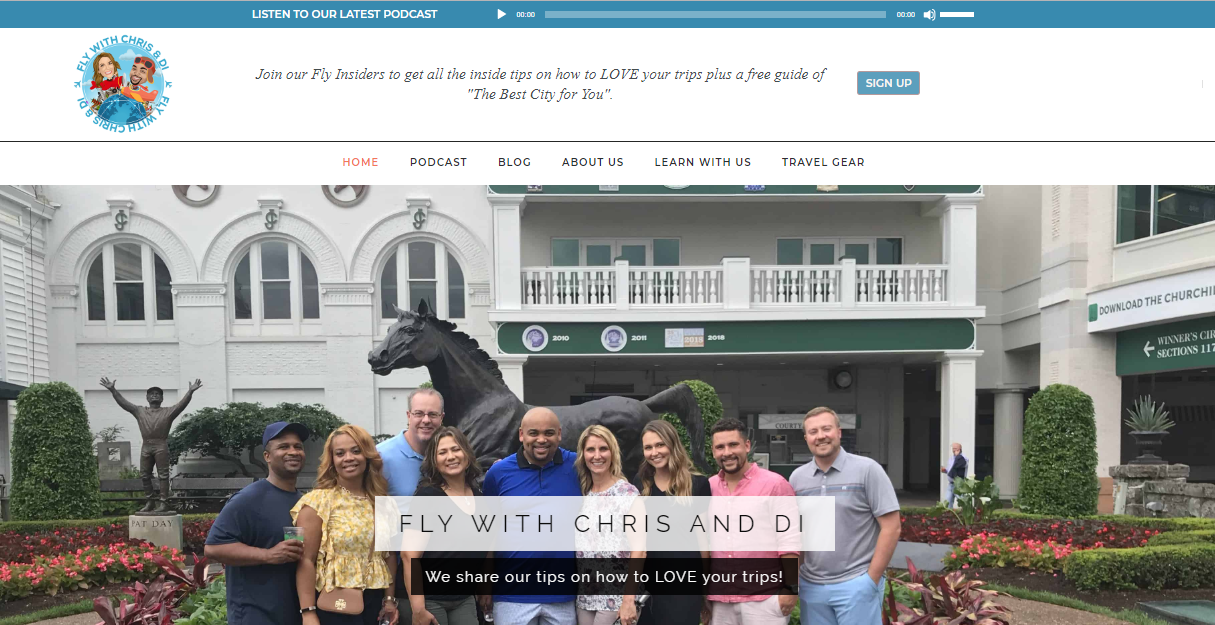 LISTEN TO OUR LATEST PODCAST 00:00 00:00
FLY WITH CHRIS & DI
FLY WITH CHRIS & DI
Join our Fly Insiders to get all the inside tips on how to LOVE your trips plus a free guide of
"The Best City for You".
SIGN UP
HOME PODCAST BLOG ABOUT US LEARN WITH US TRAVEL GEAR
DOWNLOAD THE
2010 2011 2018
WINNER'S
SECTIONS 117
PAT DAY
FLY WITH CHRIS AND DI
We share our tips on how to LOVE your trips!